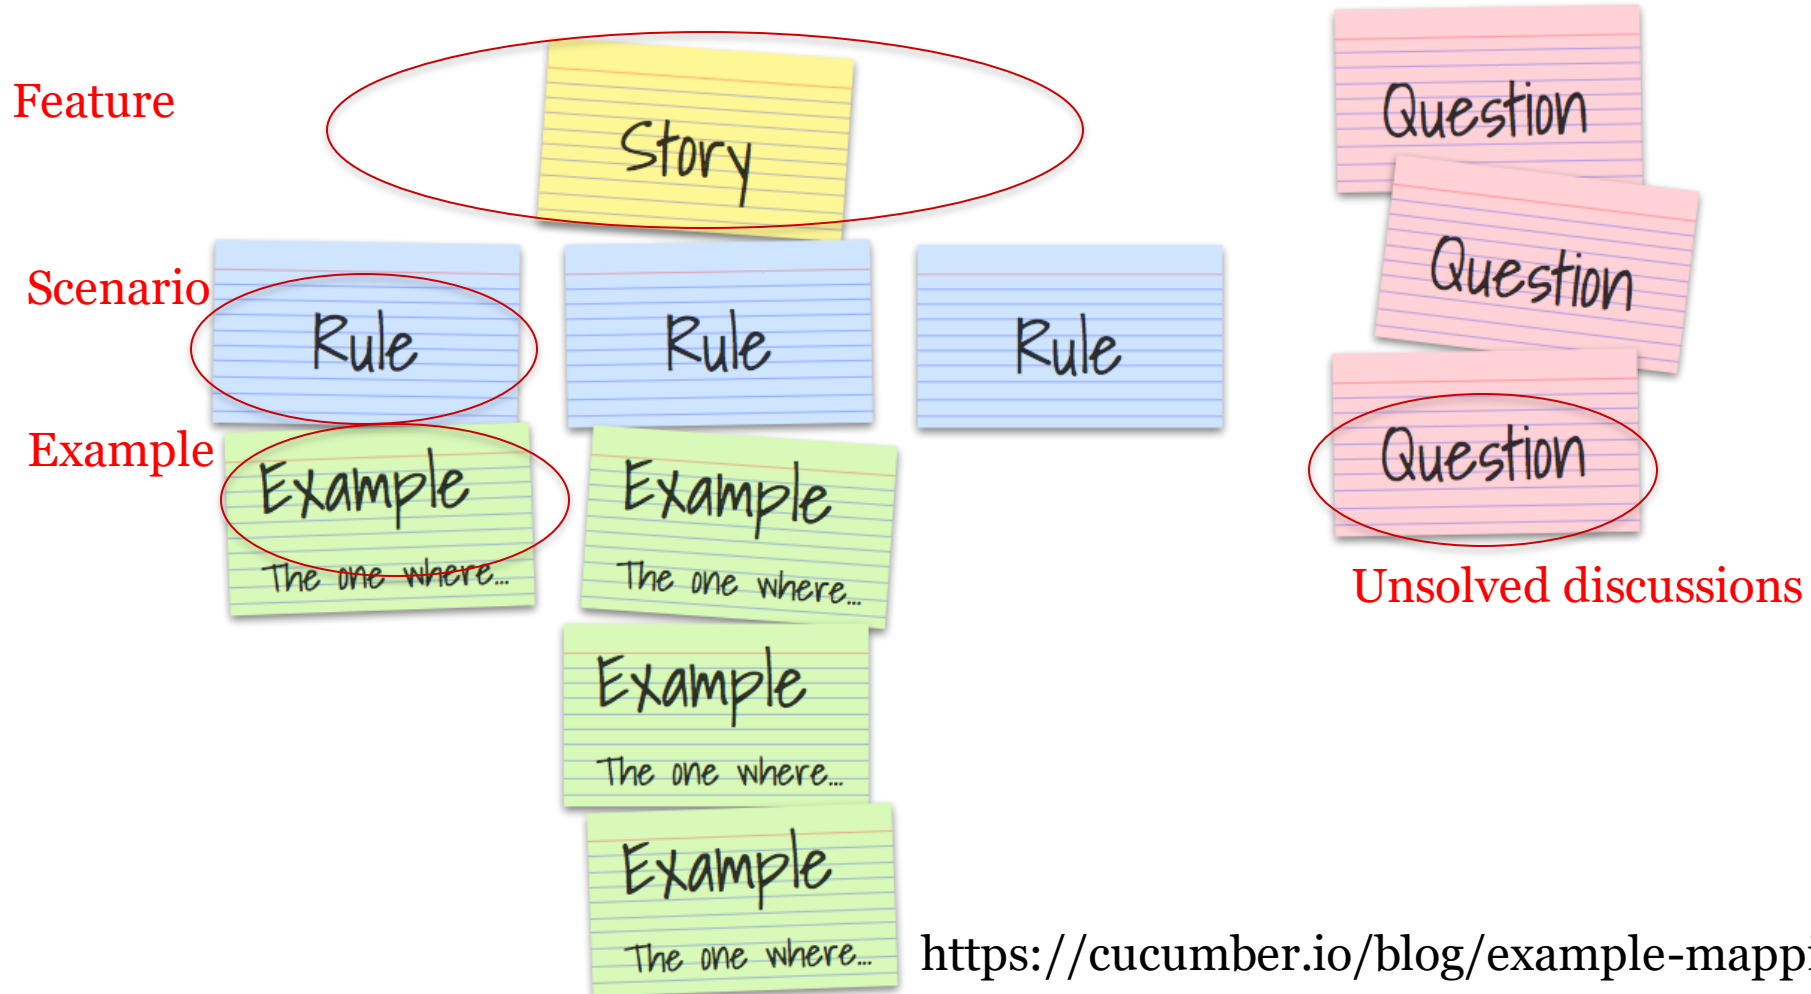 Feature
Story
Question
Question
Scenario
Rule
Rule
Rule
Question
Example
Example
The one where...
Example
The one where...
Unsolved discussions
Example
The one where...
Example
The one where...
https://cucumber.io/blog/example-mappi